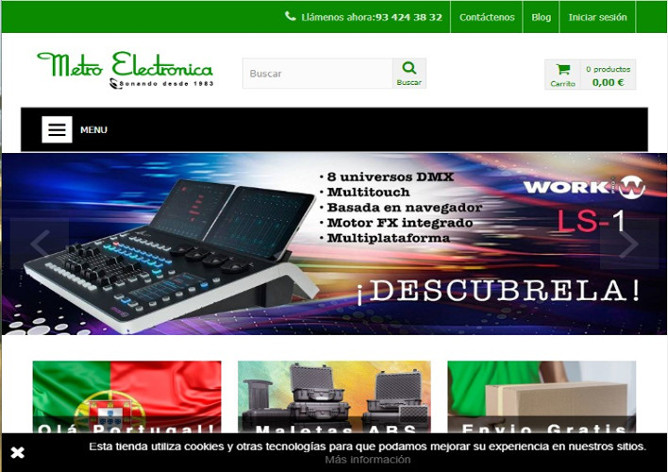 Llámenos ahora:93 424 38 32
Contáctenos
Blog
Iniciar sesión
Metro Electronica
Sonando desde 1983
Buscar
Buscar
Carrito
0 productos
0,00 €
MENU
· 8 universos DMX
· Multitouch
· Basada en navegador
· Motor FX integrado
· Multiplataforma
WORK W
LS-1
¡DESCUBRELA!
Olá Portugal!
Maletas ABS
Envio Gratis
Esta tienda utiliza cookies y otras tecnologías para que podamos mejorar su experiencia en nuestros sitios.
Más información